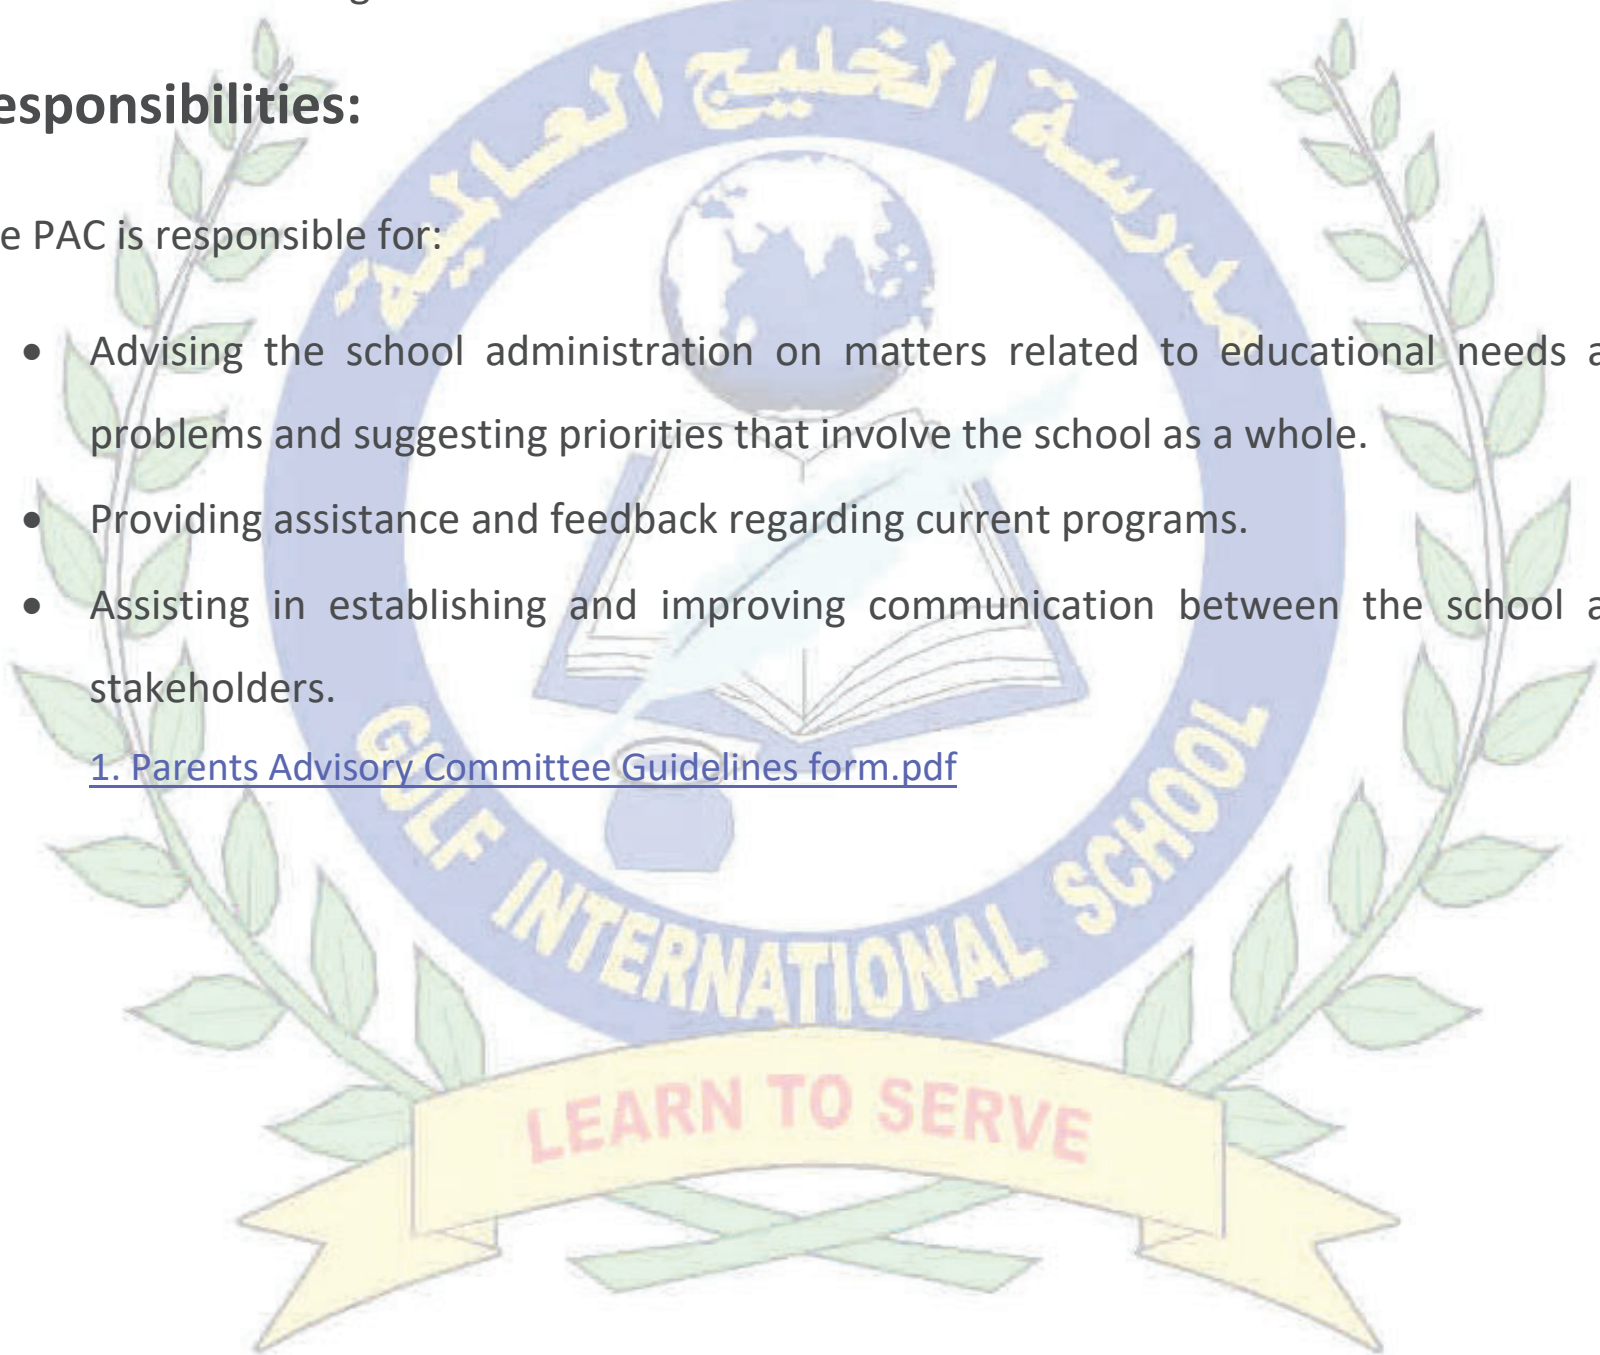 esponsibilities:
e PAC is responsible for:
• Advising the school administration on matters related to educational needs a
problems and suggesting priorities that involve the school as a whole.
• Providing assistance and feedback regarding current programs.
• Assisting in establishing and improving communication between the school a
stakeholders.
1. Parents Advisory Committee Guidelines form.pdf
مدرسة الخليج العالمية
GULF INTERNATIONAL SCHOOL
LEARN TO SERVE